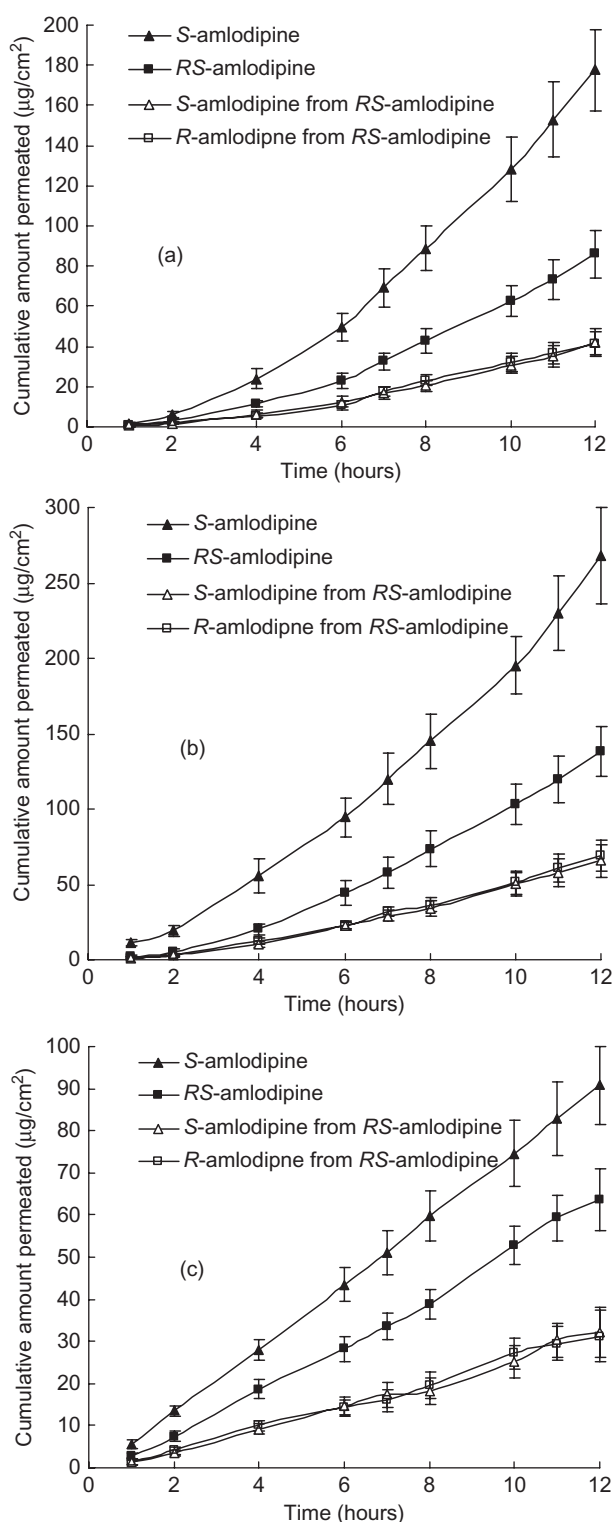 200
180
160
140
120
100
80
60
40
20
0
Cumulative amount permeated (μg/cm²)
S-amlodipine
RS-amlodipine
S-amlodipine from RS-amlodipine
R-amlodipne from RS-amlodipine
(a)
0 2 4 6 8 10 12
Time (hours)
300
250
200
150
100
50
0
Cumulative amount permeated (μg/cm²)
S-amlodipine
RS-amlodipine
S-amlodipine from RS-amlodipine
R-amlodipne from RS-amlodipine
(b)
0 2 4 6 8 10 12
Time (hours)
100
90
80
70
60
50
40
30
20
10
0
Cumulative amount permeated (μg/cm²)
S-amlodipine
RS-amlodipine
S-amlodipine from RS-amlodipine
R-amlodipne from RS-amlodipine
(c)
0 2 4 6 8 10 12
Time (hours)